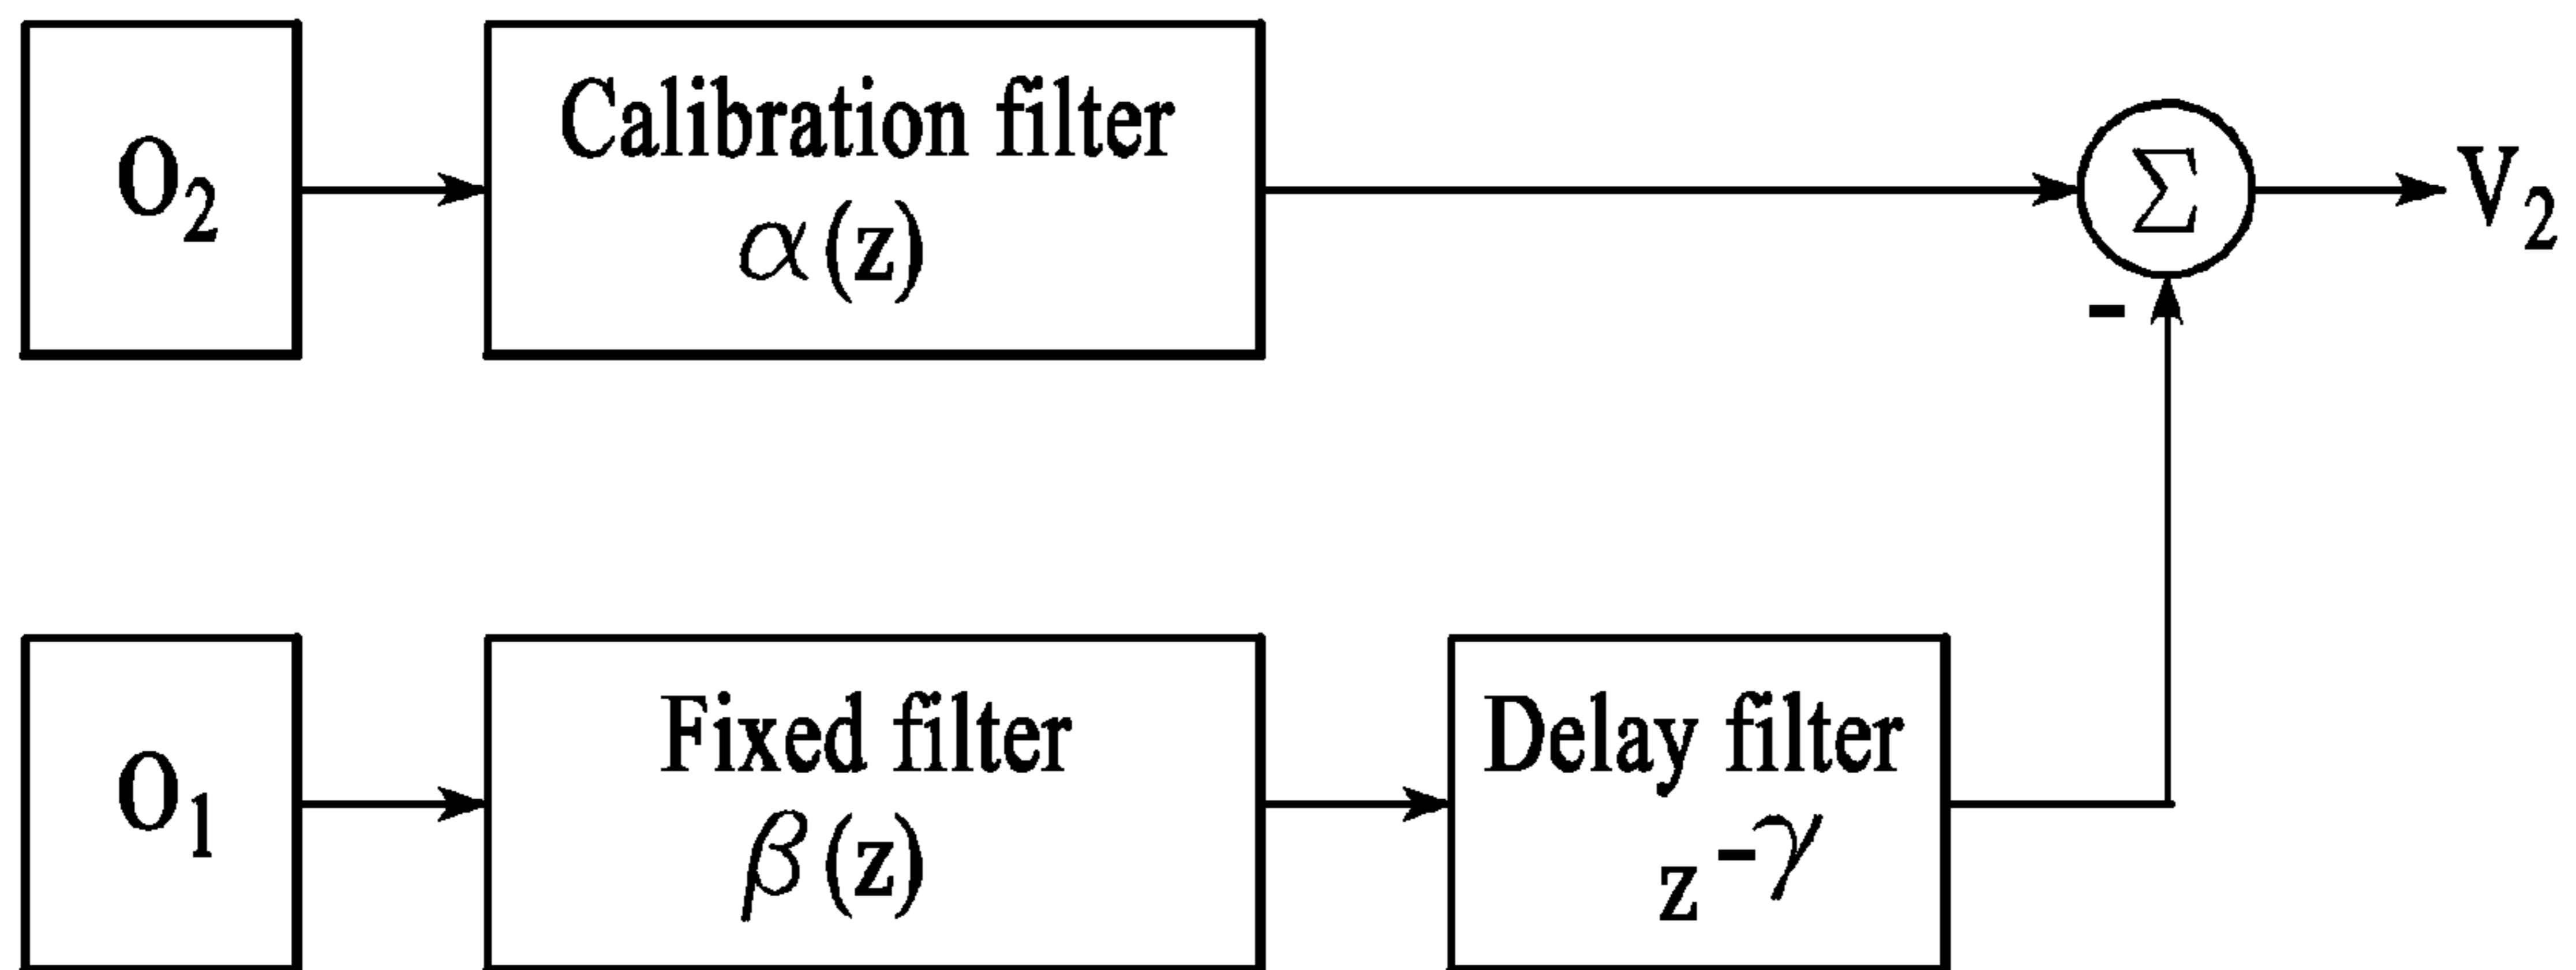 O₂
Calibration filter
α(z)
Σ
V₂
-
O₁
Fixed filter
β(z)
Delay filter
z^-γ